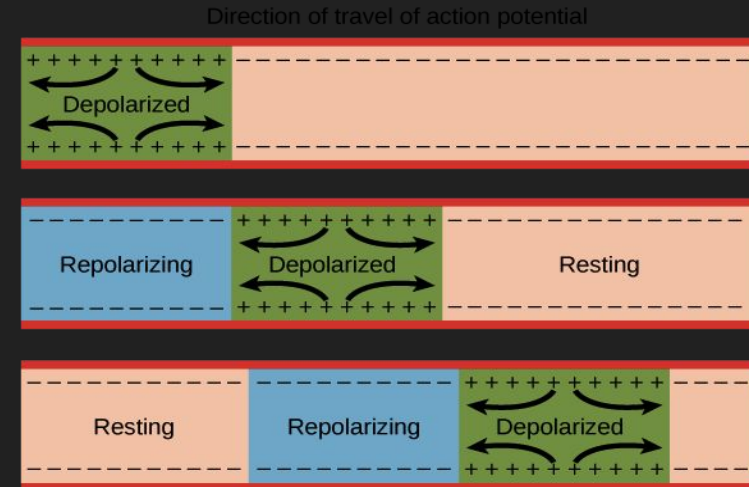 Direction of travel of action potential
+ + + + + + + + + + − − − − − − − − − − − − − − − − − − − − − − − − −
Depolarized
+ + + + + + + + + + − − − − − − − − − − − − − − − − − − − − − − − − −
− − − − − − − − − − + + + + + + + + + + − − − − − − − − − − − − − − −
Repolarizing Depolarized Resting
− − − − − − − − − − + + + + + + + + + + − − − − − − − − − − − − − − −
− − − − − − − − − − − − − − − − − − − − − + + + + + + + + + + − − − −
Resting Repolarizing Depolarized
− − − − − − − − − − − − − − − − − − − − − + + + + + + + + + + − − − −